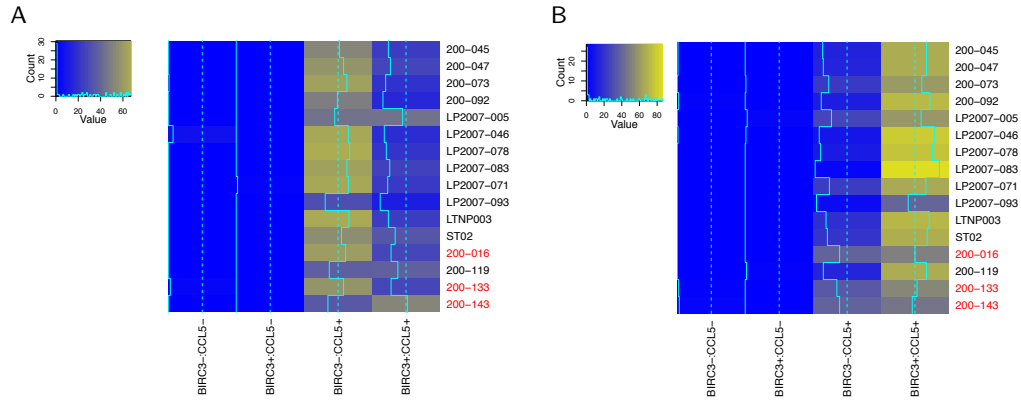 A
B
Count
0 10 20 30
0 20 40 60
Value
200−045
200−047
200−073
200−092
LP2007−005
LP2007−046
LP2007−078
LP2007−083
LP2007−071
LP2007−093
LTNP003
ST02
200−016
200−119
200−133
200−143
BIRC3−:CCL5−
BIRC3+:CCL5−
BIRC3−:CCL5+
BIRC3+:CCL5+
Count
0 10 20
0 20 40 60 80
Value
200−045
200−047
200−073
200−092
LP2007−005
LP2007−046
LP2007−078
LP2007−083
LP2007−071
LP2007−093
LTNP003
ST02
200−016
200−119
200−133
200−143
BIRC3−:CCL5−
BIRC3+:CCL5−
BIRC3−:CCL5+
BIRC3+:CCL5+